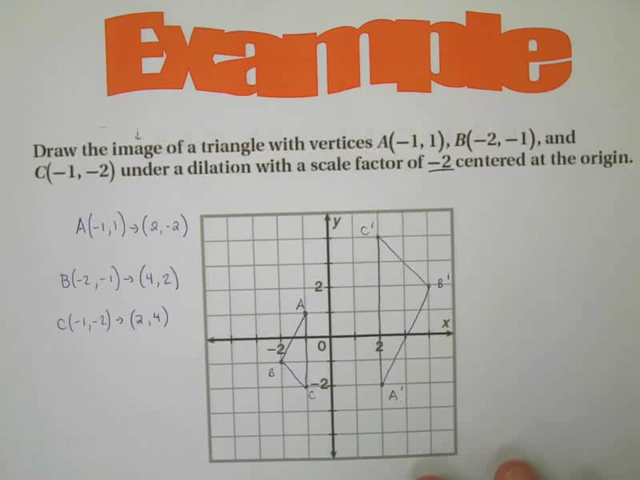 Example
Draw the image of a triangle with vertices A(−1, 1), B(−2, −1), and
C(−1, −2) under a dilation with a scale factor of −2 centered at the origin.
A(-1,1)→(2,-2)
B(-2,-1)→(4,2)
C(-1,-2)→(2,4)
y
C'
2
B'
A
x
−2
0
2
B
−2
C
A'